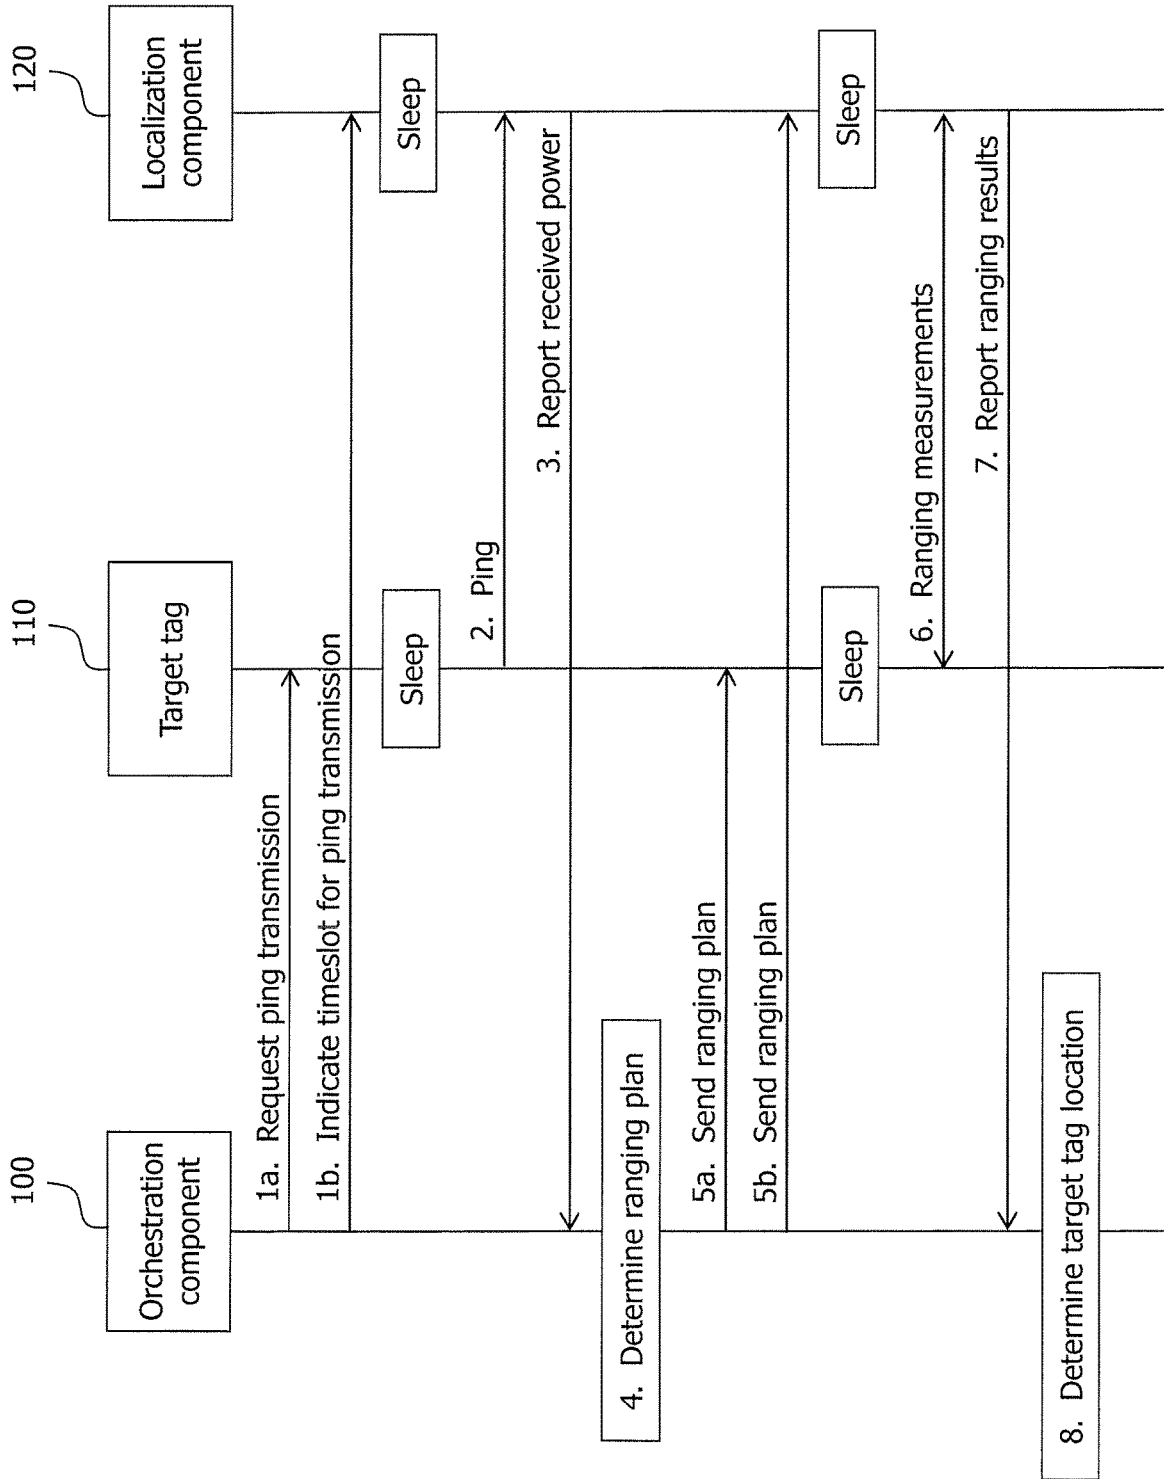 100
110
120
Orchestration
component
Target tag
Localization
component
1a. Request ping transmission
1b. Indicate timeslot for ping transmission
Sleep
Sleep
2. Ping
3. Report received power
4. Determine ranging plan
5a. Send ranging plan
5b. Send ranging plan
Sleep
Sleep
6. Ranging measurements
7. Report ranging results
8. Determine target tag location